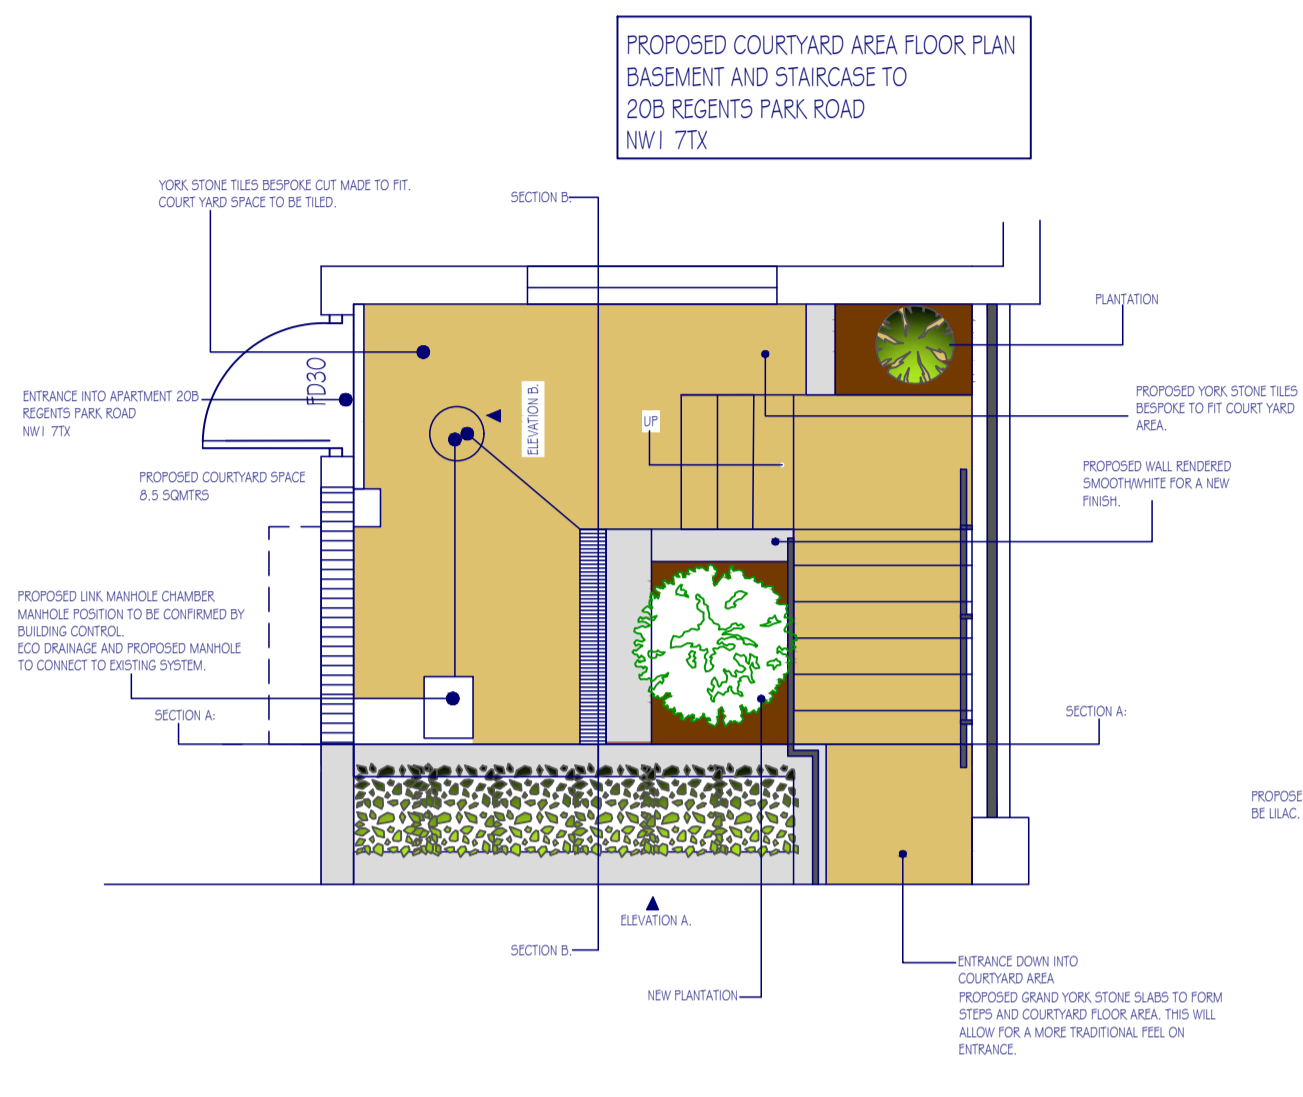 PROPOSED COURTYARD AREA FLOOR PLAN
BASEMENT AND STAIRCASE TO
20B REGENTS PARK ROAD
NW1 7TX
YORK STONE TILES BESPOKE CUT MADE TO FIT.
COURT YARD SPACE TO BE TILED.
SECTION B.
PLANTATION
FD30
ENTRANCE INTO APARTMENT 20B
REGENTS PARK ROAD
NW1 7TX
ELEVATION B.
UP
PROPOSED YORK STONE TILES
BESPOKE TO FIT COURT YARD
AREA.
PROPOSED COURTYARD SPACE
8.5 SQMTRS
PROPOSED WALL RENDERED
SMOOTH/WHITE FOR A NEW
FINISH.
PROPOSED LINK MANHOLE CHAMBER
MANHOLE POSITION TO BE CONFIRMED BY
BUILDING CONTROL.
ECO DRAINAGE AND PROPOSED MANHOLE
TO CONNECT TO EXISTING SYSTEM.
SECTION A:
SECTION A:
PROPOSE
BE LILAC.
ELEVATION A.
SECTION B.
NEW PLANTATION
ENTRANCE DOWN INTO
COURTYARD AREA
PROPOSED GRAND YORK STONE SLABS TO FORM
STEPS AND COURTYARD FLOOR AREA. THIS WILL
ALLOW FOR A MORE TRADITIONAL FEEL ON
ENTRANCE.